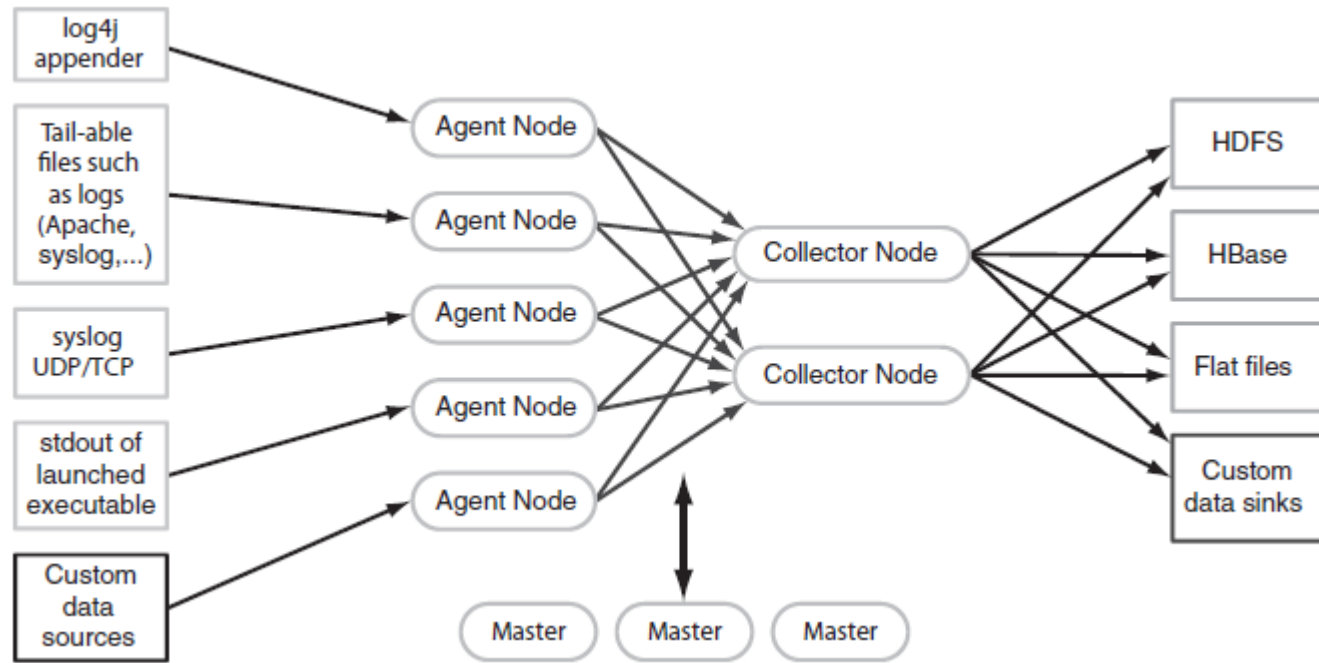 log4j
appender
Tail-able
files such
as logs
(Apache,
syslog,...)
syslog
UDP/TCP
stdout of
launched
executable
Custom
data
sources
Agent Node
Agent Node
Agent Node
Agent Node
Agent Node
Collector Node
Collector Node
Master
Master
Master
HDFS
HBase
Flat files
Custom
data sinks